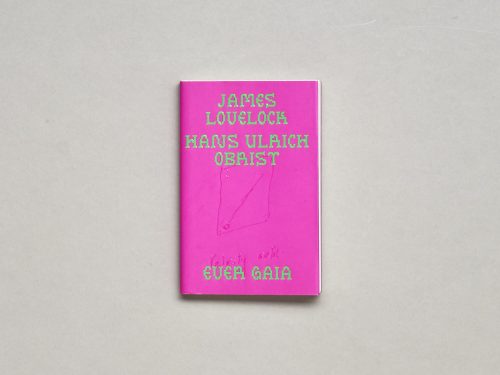 JAMES
LOVELOCK
HANS ULRICH
OBRIST
EVER GAIA